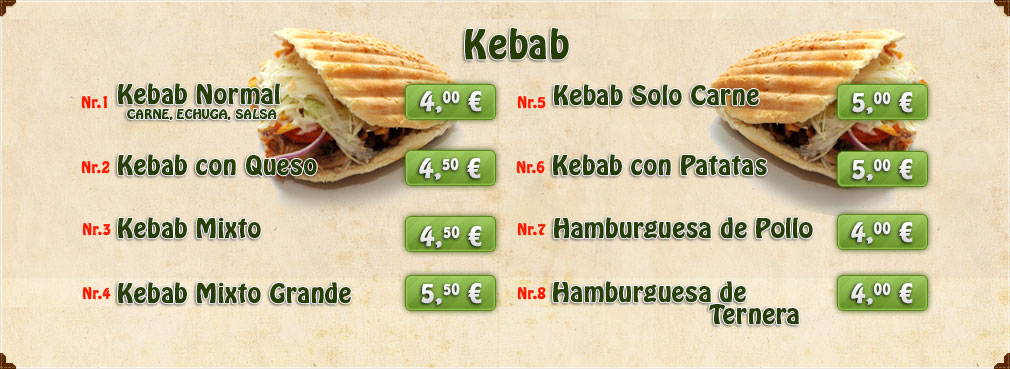 Kebab
Nr.1 Kebab Normal 4,00 €
CARNE, ECHUGA, SALSA
Nr.2 Kebab con Queso 4,50 €
Nr.3 Kebab Mixto 4,50 €
Nr.4 Kebab Mixto Grande 5,50 €
Nr.5 Kebab Solo Carne 5,00 €
Nr.6 Kebab con Patatas 5,00 €
Nr.7 Hamburguesa de Pollo 4,00 €
Nr.8 Hamburguesa de 4,00 €
Ternera